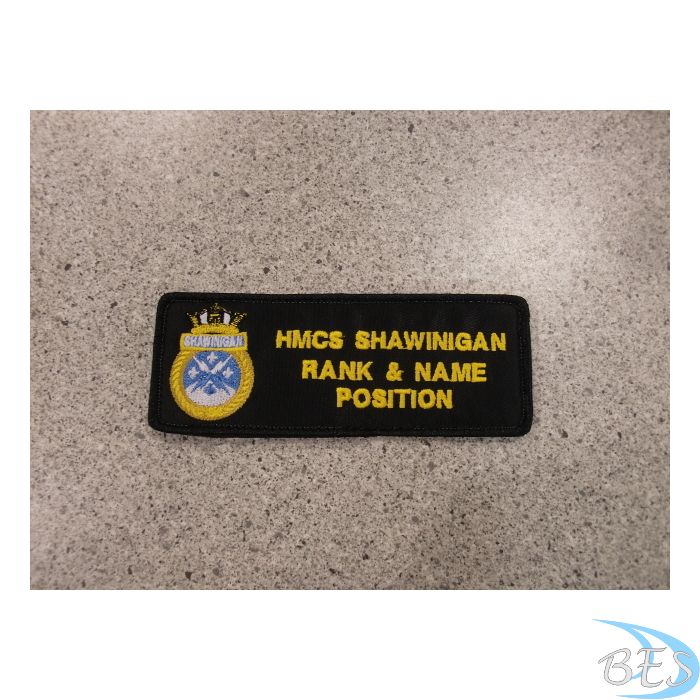 SHAWINIGAN
HMCS SHAWINIGAN
RANK & NAME
POSITION
BES